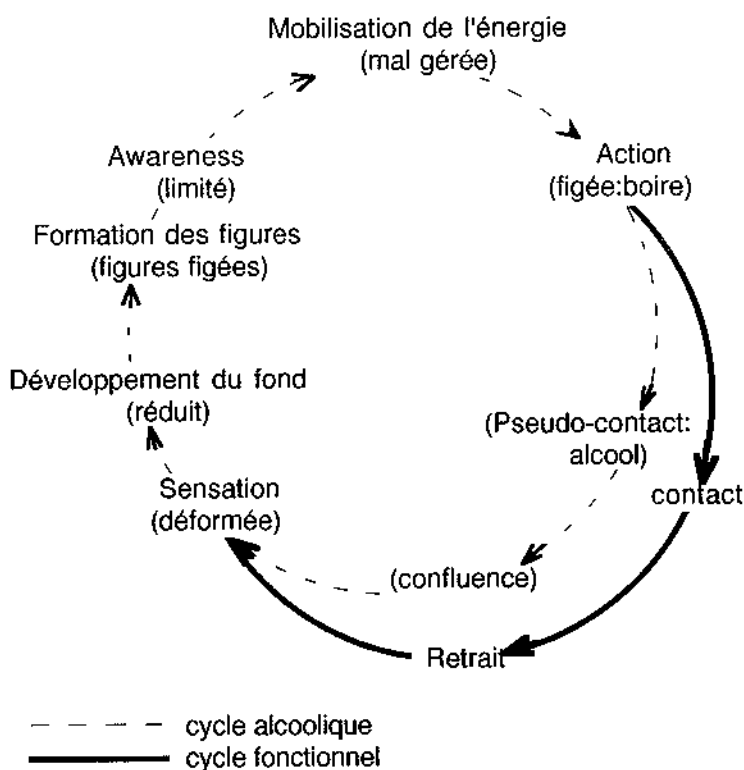 Mobilisation de l'énergie
(mal gérée)
Action
(figée:boire)
Awareness
(limité)
Formation des figures
(figures figées)
Développement du fond
(réduit)
(Pseudo-contact:
alcool)
contact
Sensation
(déformée)
(confluence)
Retrait
cycle alcoolique
cycle fonctionnel